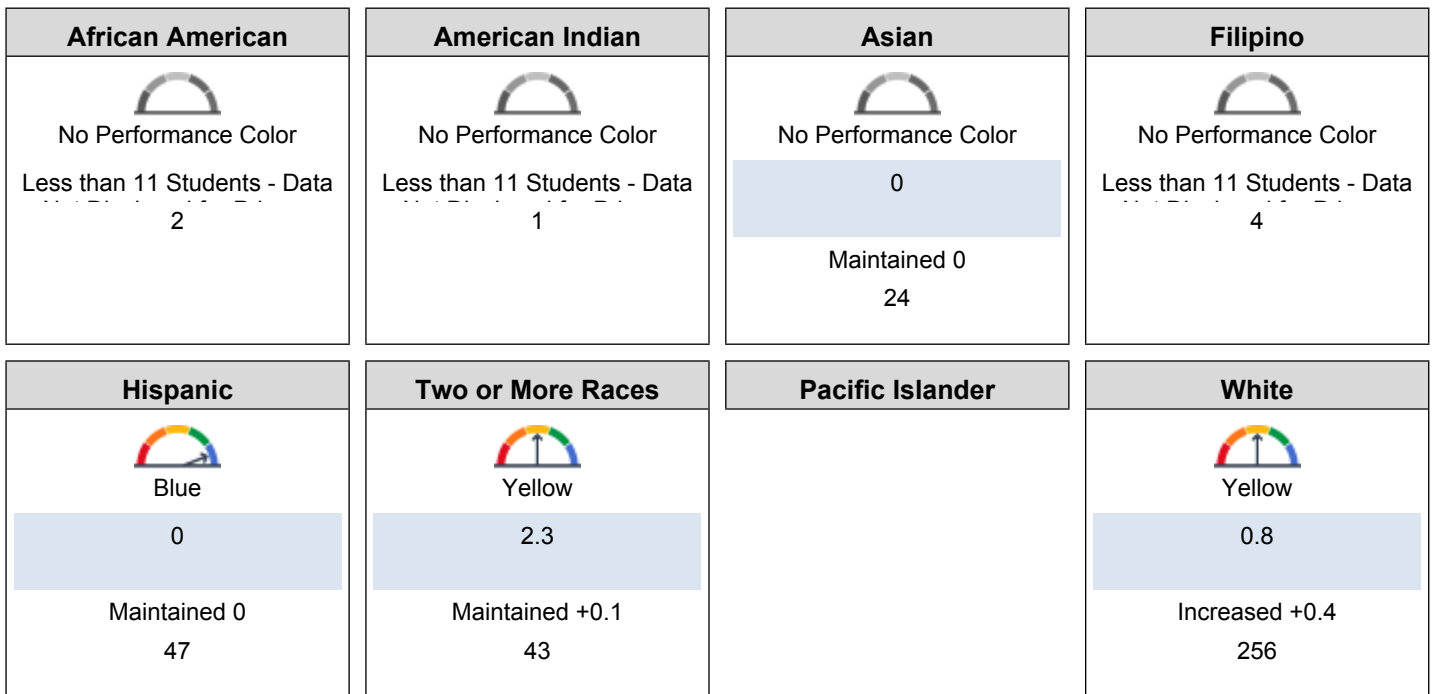 African American
No Performance Color
Less than 11 Students - Data
2
American Indian
No Performance Color
Less than 11 Students - Data
1
Asian
No Performance Color
0
Maintained 0
24
Filipino
No Performance Color
Less than 11 Students - Data
4
Hispanic
Blue
0
Maintained 0
47
Two or More Races
Yellow
2.3
Maintained +0.1
43
Pacific Islander
White
Yellow
0.8
Increased +0.4
256